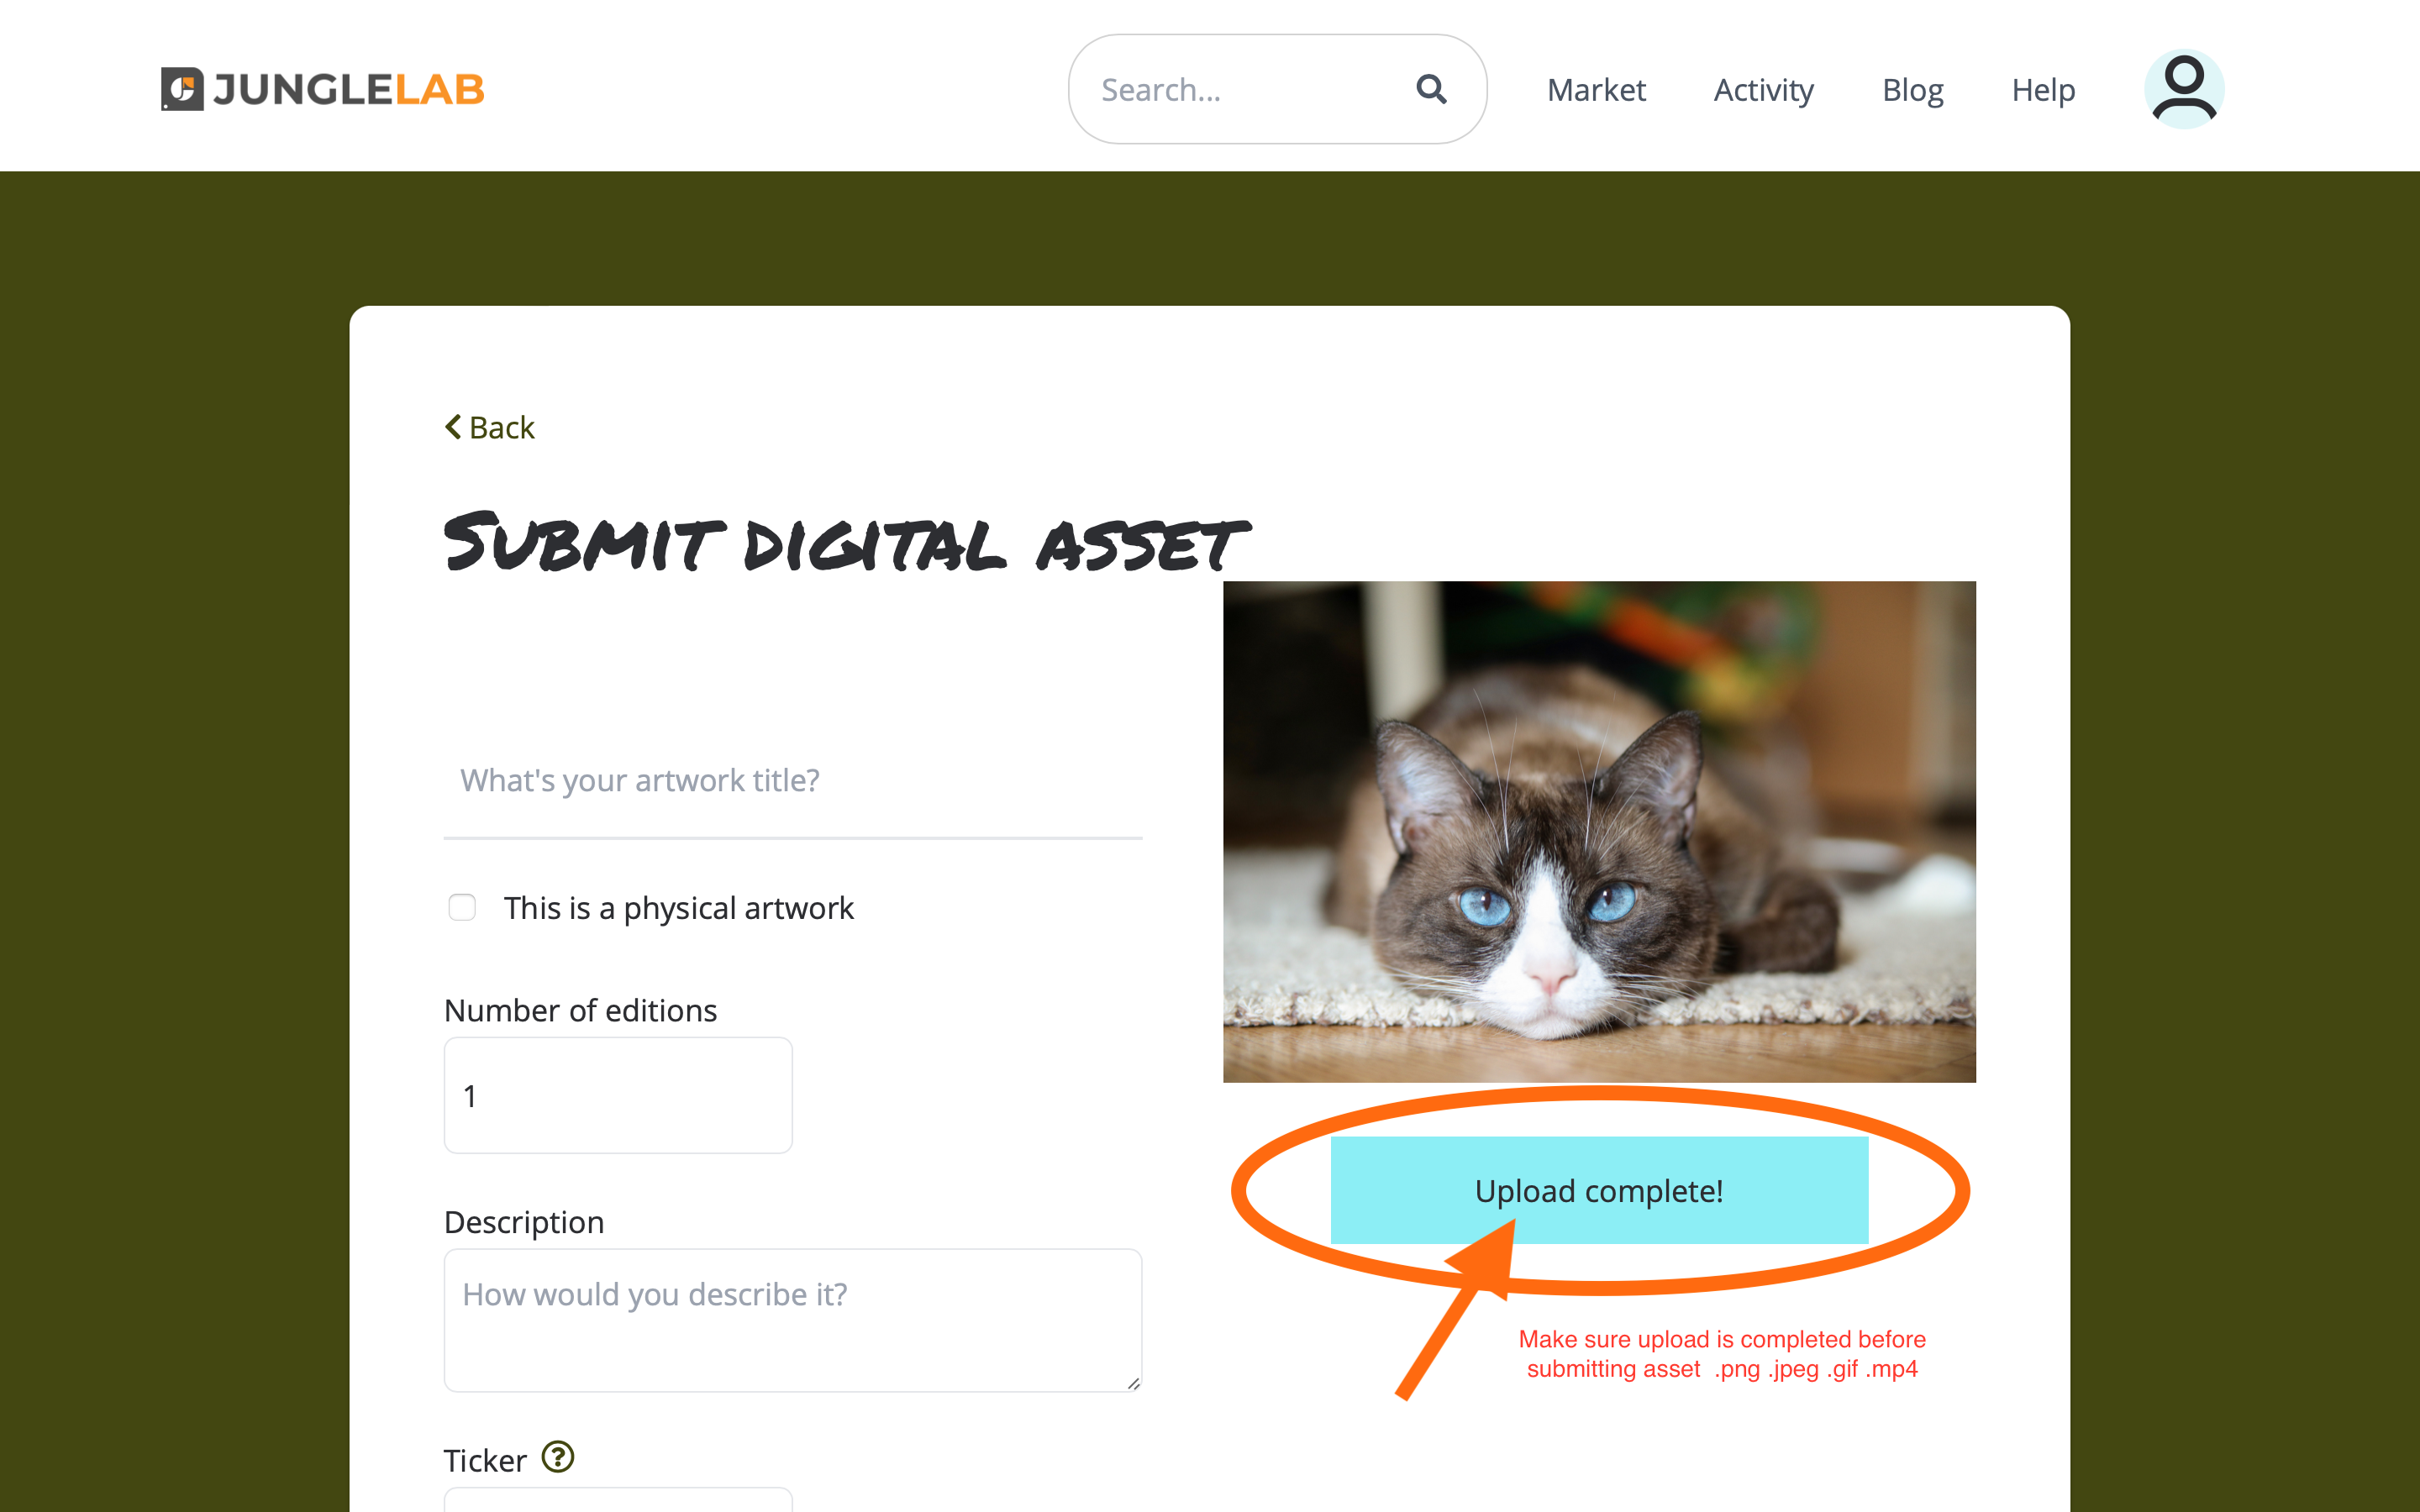 JUNGLELAB
Search...
Market
Activity
Blog
Help
Back
Submit digital asset
What's your artwork title?
This is a physical artwork
Number of editions
1
Description
How would you describe it?
Ticker ?
Upload complete!
Make sure upload is completed before
submitting asset .png .jpeg .gif .mp4